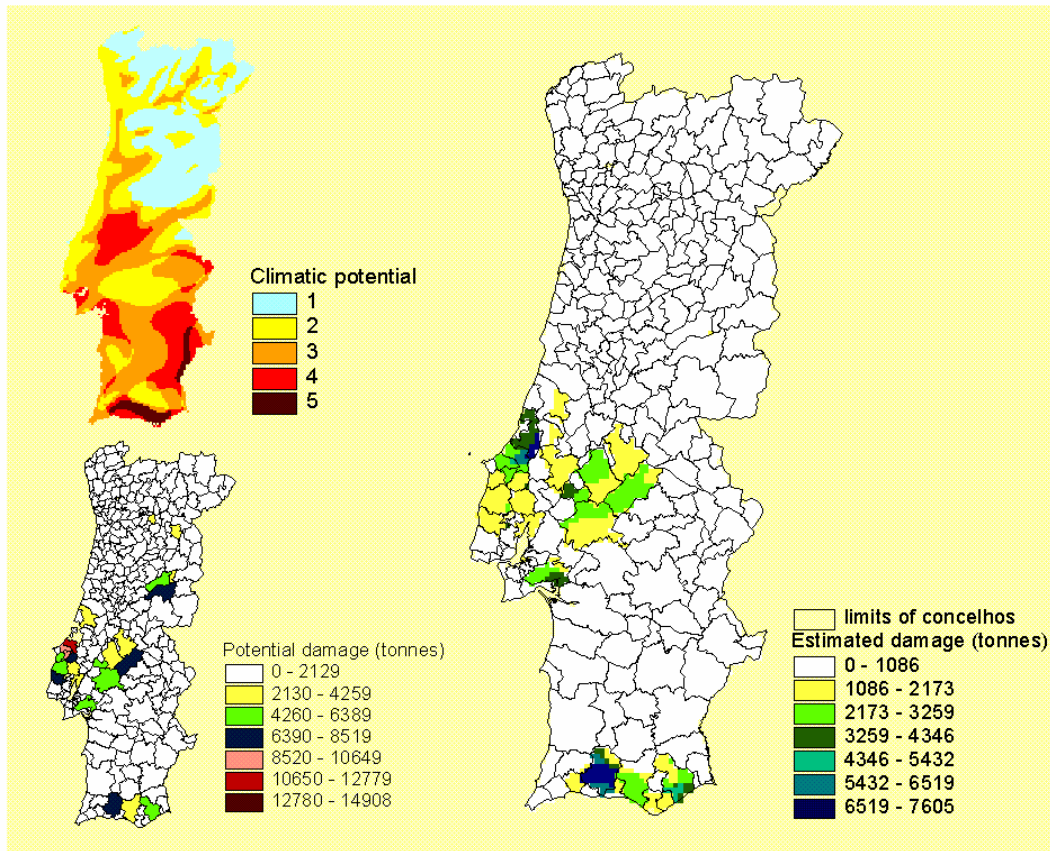 Climatic potential
1
2
3
4
5
Potential damage (tonnes)
0 - 2129
2130 - 4259
4260 - 6389
6390 - 8519
8520 - 10649
10650 - 12779
12780 - 14908
limits of concelhos
Estimated damage (tonnes)
0 - 1086
1086 - 2173
2173 - 3259
3259 - 4346
4346 - 5432
5432 - 6519
6519 - 7605